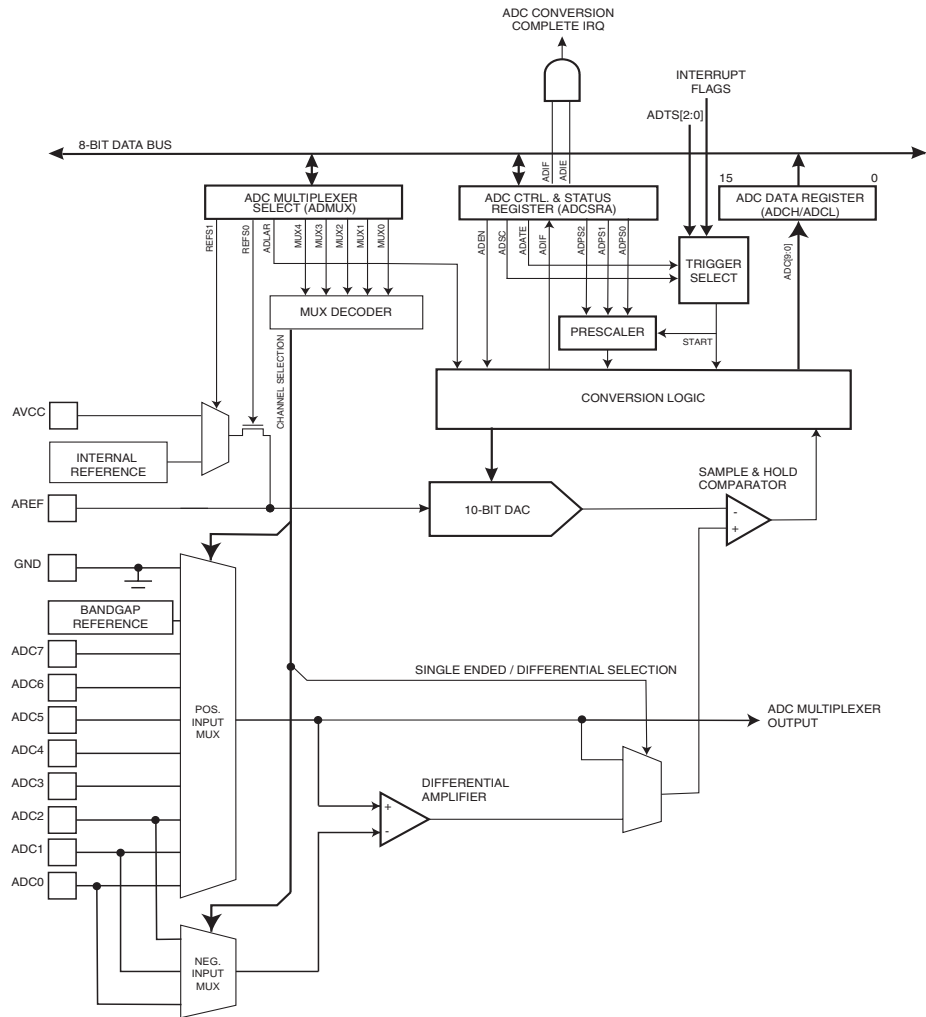 ADC CONVERSION
COMPLETE IRQ
INTERRUPT
FLAGS
ADTS[2:0]
8-BIT DATA BUS
ADIF
ADIE
15
0
ADC MULTIPLEXER
SELECT (ADMUX)
ADC CTRL. & STATUS
REGISTER (ADCSRA)
ADC DATA REGISTER
(ADCH/ADCL)
REFS1
REFS0
ADLAR
MUX4
MUX3
MUX2
MUX1
MUX0
ADEN
ADSC
ADATE
ADIF
ADPS2
ADPS1
ADPS0
ADC[9:0]
TRIGGER
SELECT
MUX DECODER
PRESCALER
START
CHANNEL SELECTION
CONVERSION LOGIC
AVCC
INTERNAL
REFERENCE
SAMPLE & HOLD
COMPARATOR
AREF
10-BIT DAC
-
+
GND
BANDGAP
REFERENCE
ADC7
SINGLE ENDED / DIFFERENTIAL SELECTION
ADC6
ADC5
POS.
INPUT
MUX
ADC MULTIPLEXER
OUTPUT
ADC4
ADC3
DIFFERENTIAL
AMPLIFIER
ADC2
+
-
ADC1
ADC0
NEG.
INPUT
MUX